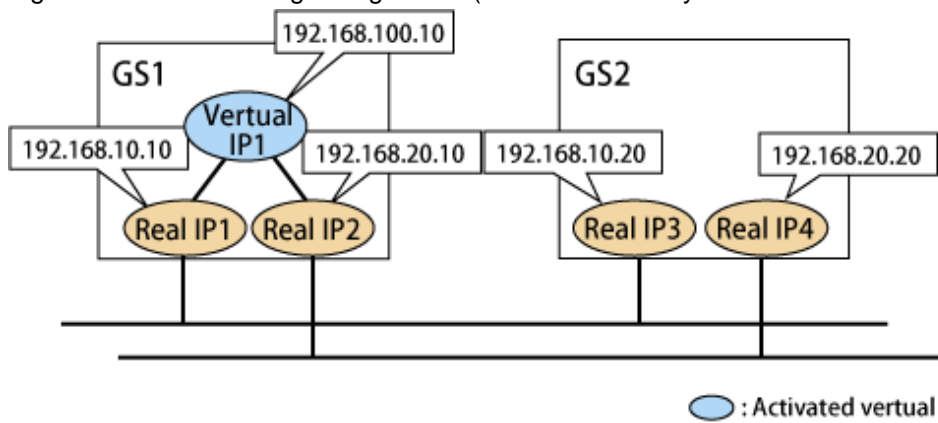 192.168.100.10
GS1
GS2
Vertual
IP1
192.168.10.10
192.168.20.10
192.168.10.20
192.168.20.20
Real IP1
Real IP2
Real IP3
Real IP4
: Activated vertual